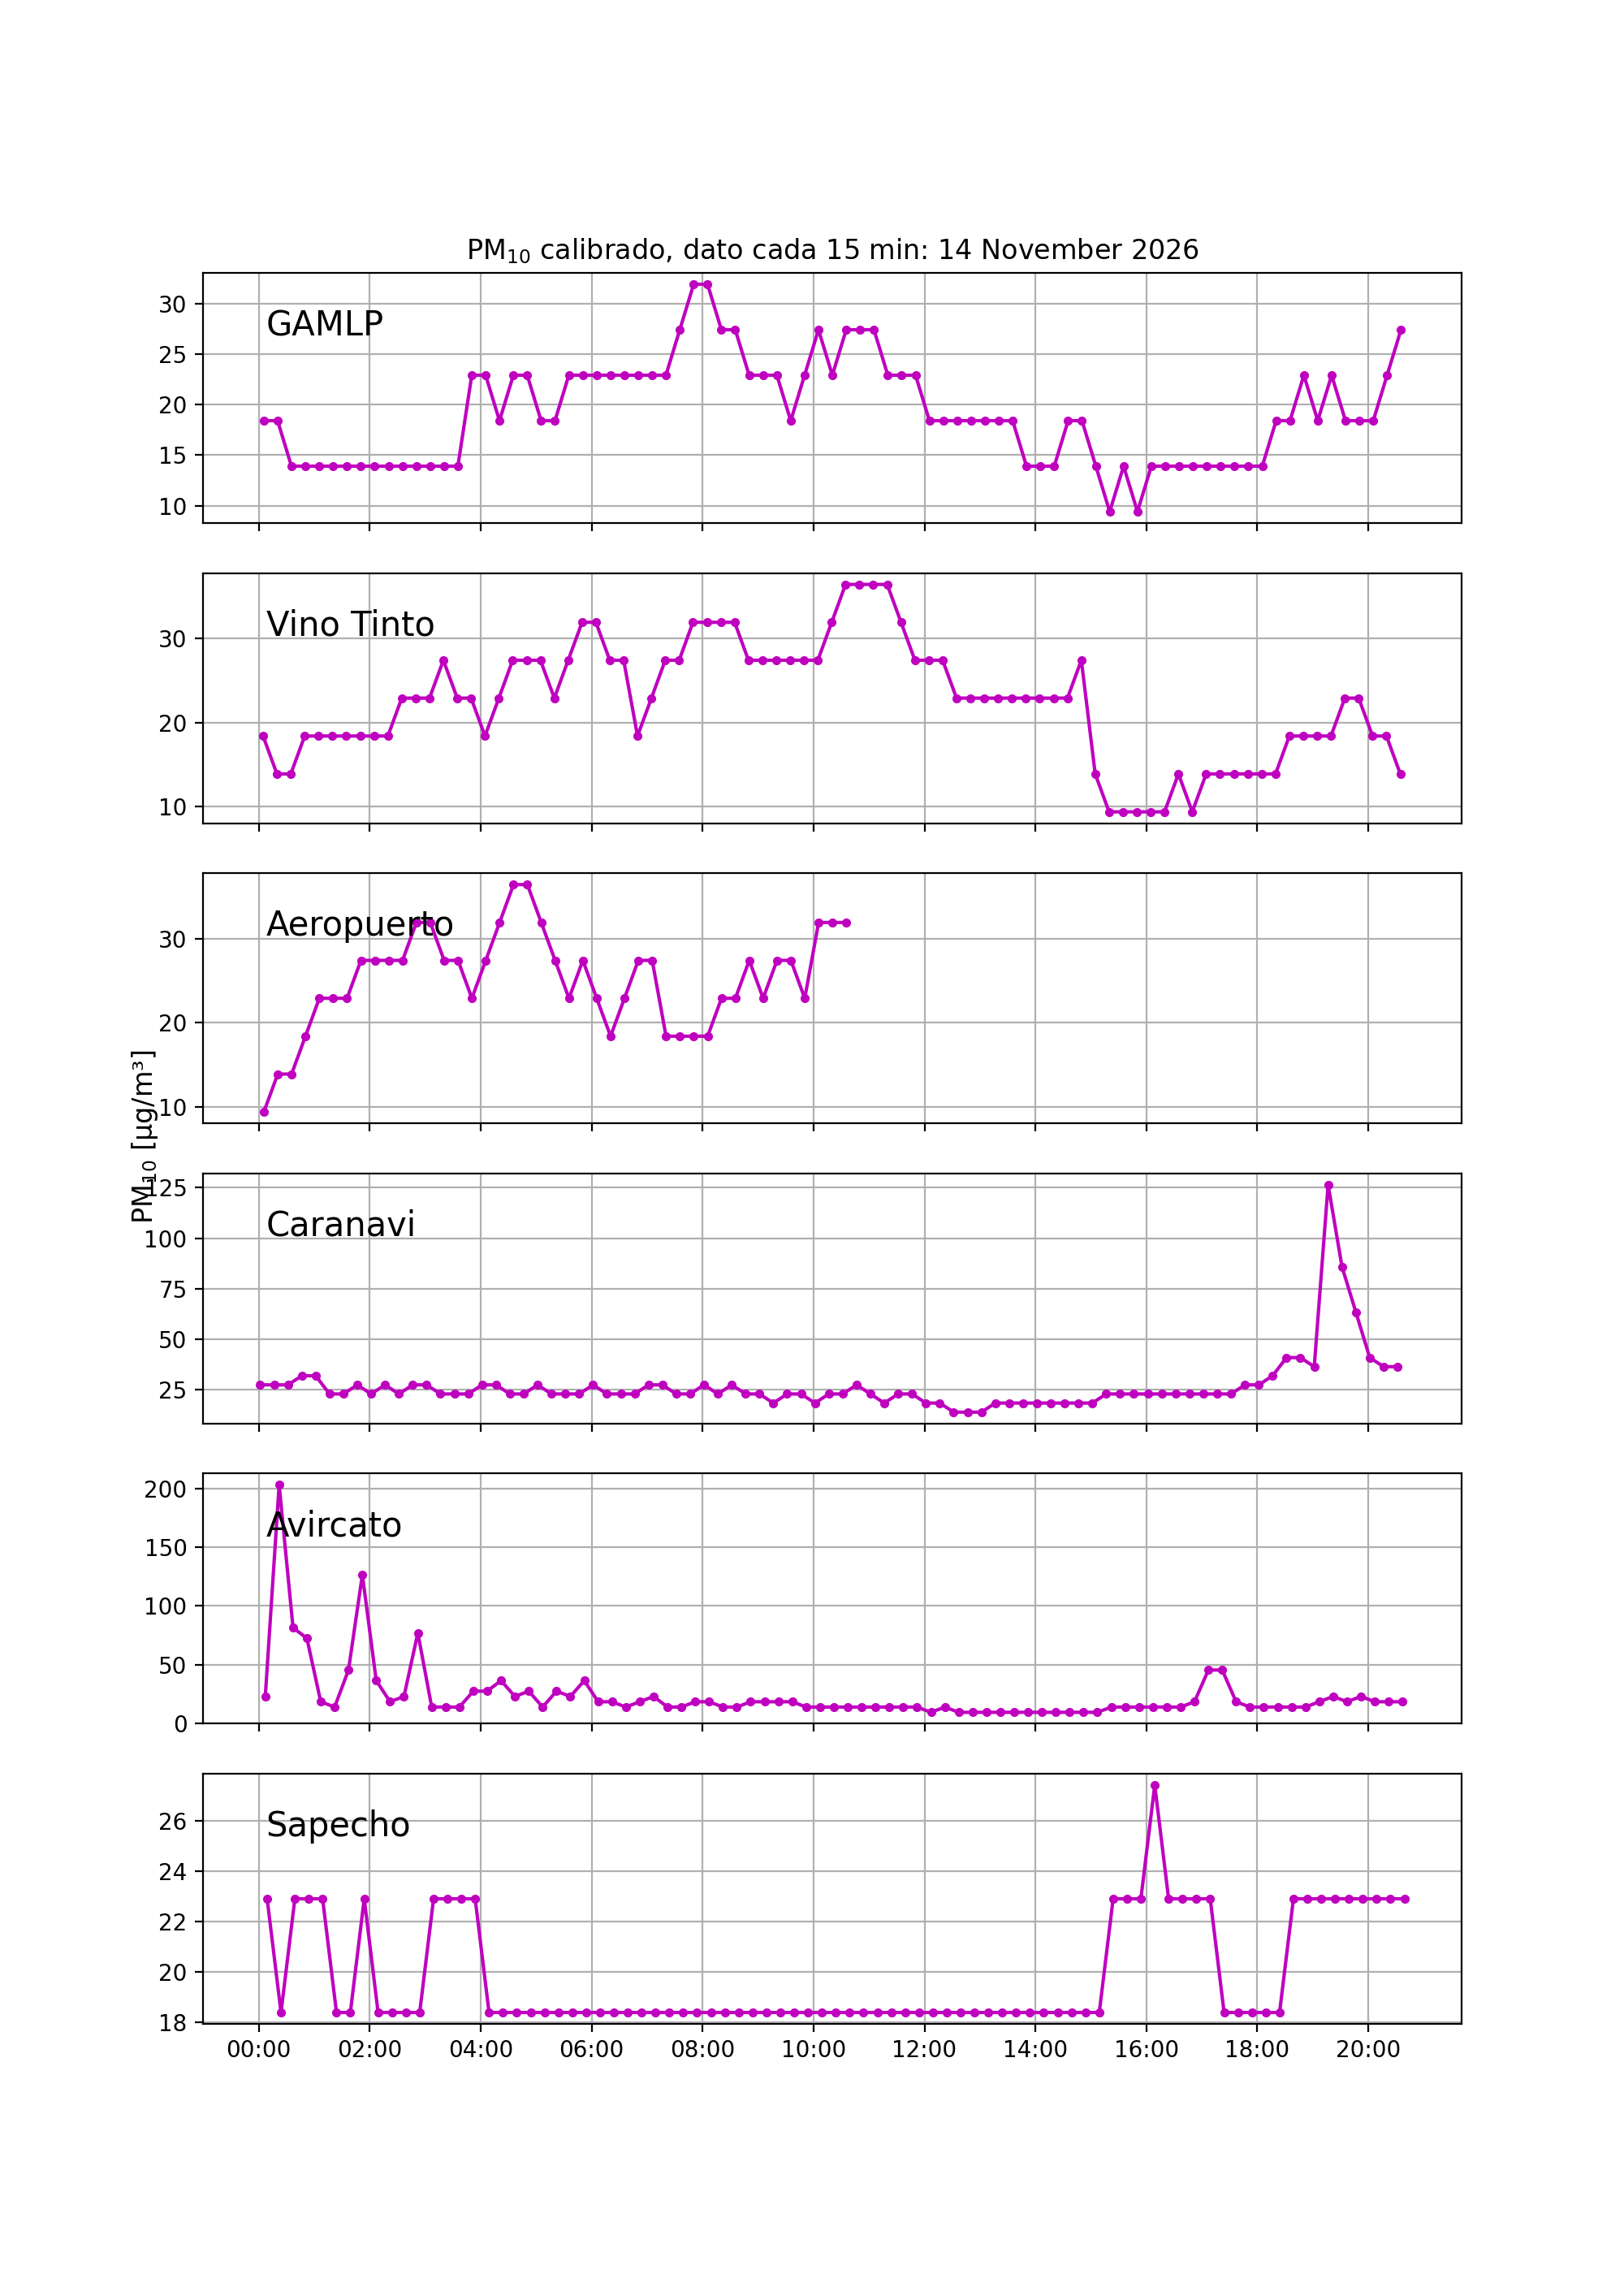 PM₁₀ calibrado, dato cada 15 min: 14 November 2026
GAMLP
30
25
20
15
10
Vino Tinto
30
20
10
Aeropuerto
30
20
10
PM₁₀ [µg/m³]
Caranavi
125
100
75
50
25
Avircato
200
150
100
50
0
Sapecho
26
24
22
20
18
00:00 02:00 04:00 06:00 08:00 10:00 12:00 14:00 16:00 18:00 20:00